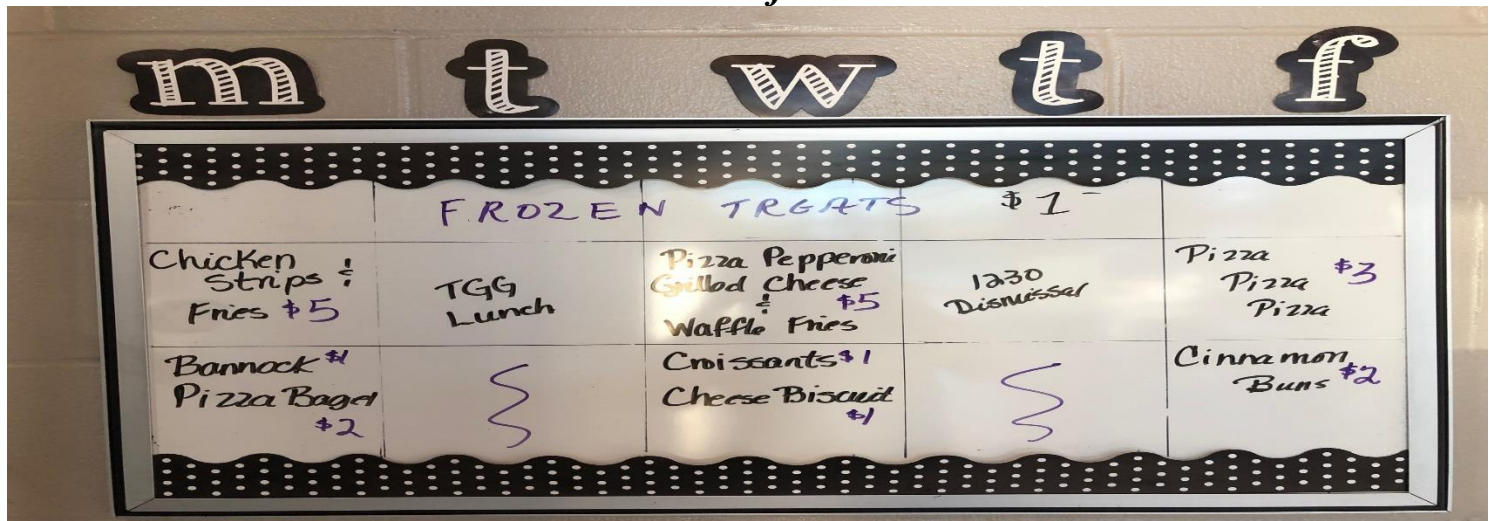 m t w t f
FROZEN TREATS $1
Chicken
Strips &
Fries $5
TGG
Lunch
Pizza Pepperoni
Grilled Cheese
& $5
Waffle Fries
1230
Dismissal
Pizza
Pizza $3
Pizza
Bannock $1
Pizza Bagel
$2
Croissants $1
Cheese Biscuit
$1
Cinnamon
Buns $2